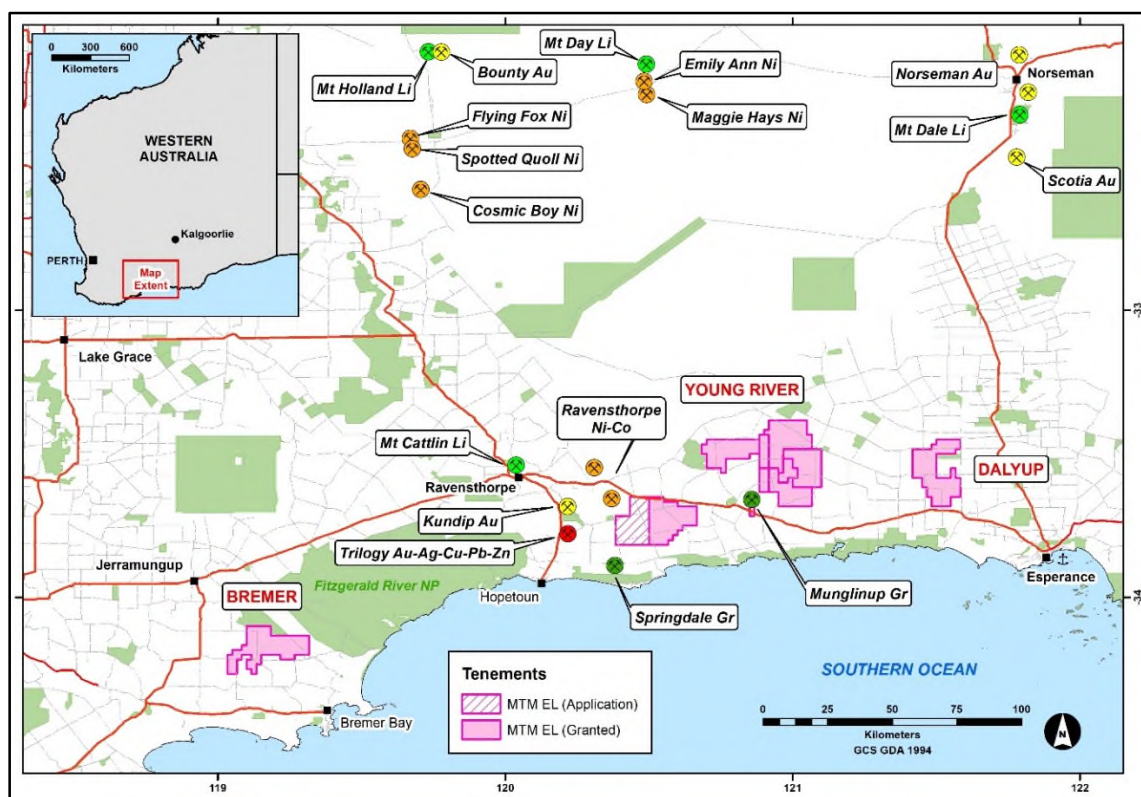 0 300 600
Kilometers
WESTERN
AUSTRALIA
Kalgoorlie
PERTH
Map
Extent
Mt Holland Li
Bounty Au
Mt Day Li
Emily Ann Ni
Maggie Hays Ni
Flying Fox Ni
Spotted Quoll Ni
Cosmic Boy Ni
Norseman Au
Norseman
Mt Dale Li
Scotia Au
-33
Lake Grace
YOUNG RIVER
Ravensthorpe
Ni-Co
Mt Cattlin Li
Ravensthorpe
DALYUP
Kundip Au
Trilogy Au-Ag-Cu-Pb-Zn
Jerramungup
Fitzgerald River NP
BREMER
Hopetoun
Springdale Gr
Munglinup Gr
Esperance
-34
Bremer Bay
Tenements
MTM EL (Application)
MTM EL (Granted)
SOUTHERN OCEAN
0 25 50 75 100
Kilometers
GCS GDA 1994
N
119 120 121 122